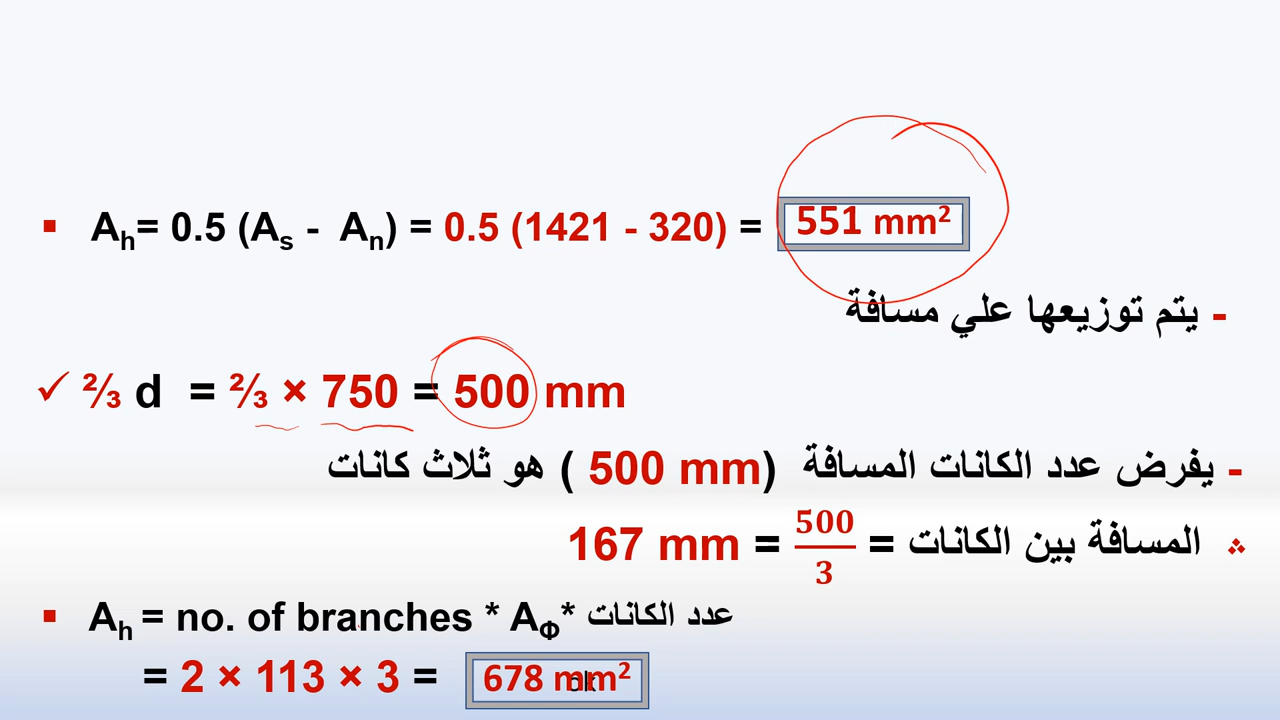 ▪ Ah= 0.5 (As - An) = 0.5 (1421 - 320) = 551 mm²
- يتم توزيعها علي مسافة
✓ ⅔ d = ⅔ × 750 = 500 mm
- يفرض عدد الكانات المسافة (500 mm ) هو ثلاث كانات
المسافة بين الكانات = 500/3 = 167 mm
▪ Ah = no. of branches * AΦ* عدد الكانات
= 2 × 113 × 3 = 678 mm²
ok